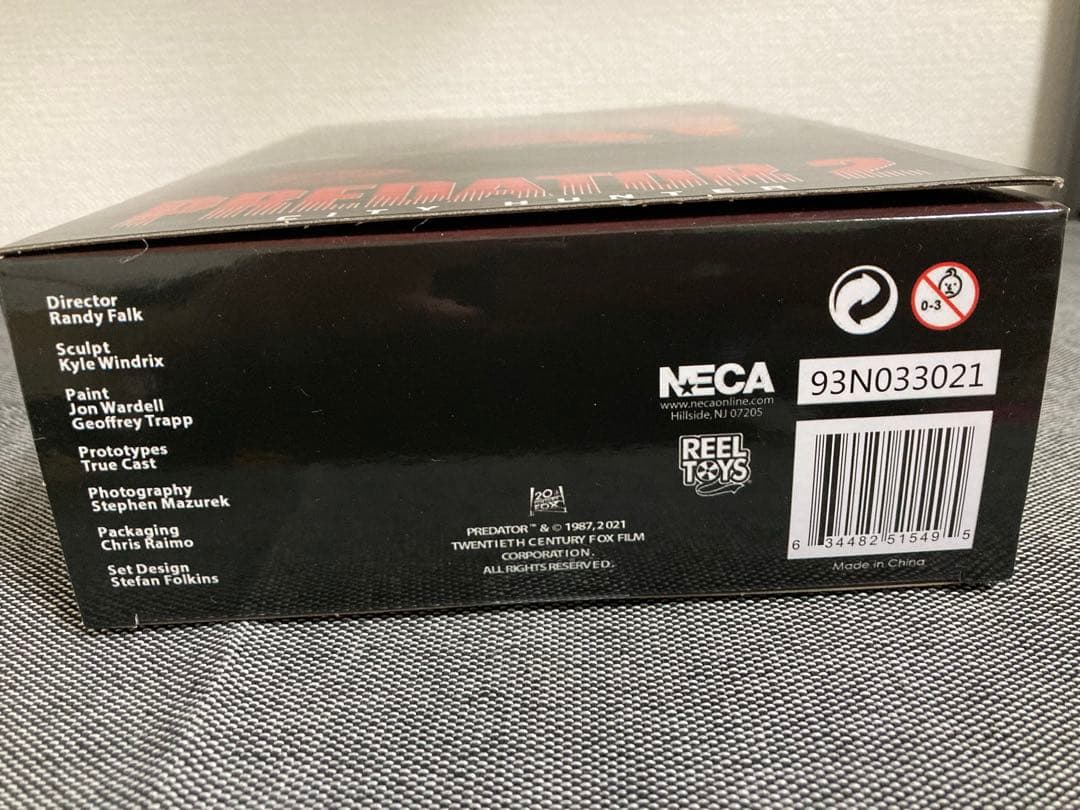 PREDATOR 2
CITY HUNTER
Director
Randy Falk
Sculpt
Kyle Windrix
Paint
Jon Wardell
Geoffrey Trapp
Prototypes
True Cast
Photography
Stephen Mazurek
Packaging
Chris Raimo
Set Design
Stefan Folkins
20
FOX
PREDATOR™ & © 1987, 2021
TWENTIETH CENTURY FOX FILM
CORPORATION.
ALL RIGHTS RESERVED.
NECA
www.necaonline.com
Hillside, NJ 07205
REEL
TOYS
0-3
93N033021
6 34482 51549 5
Made in China